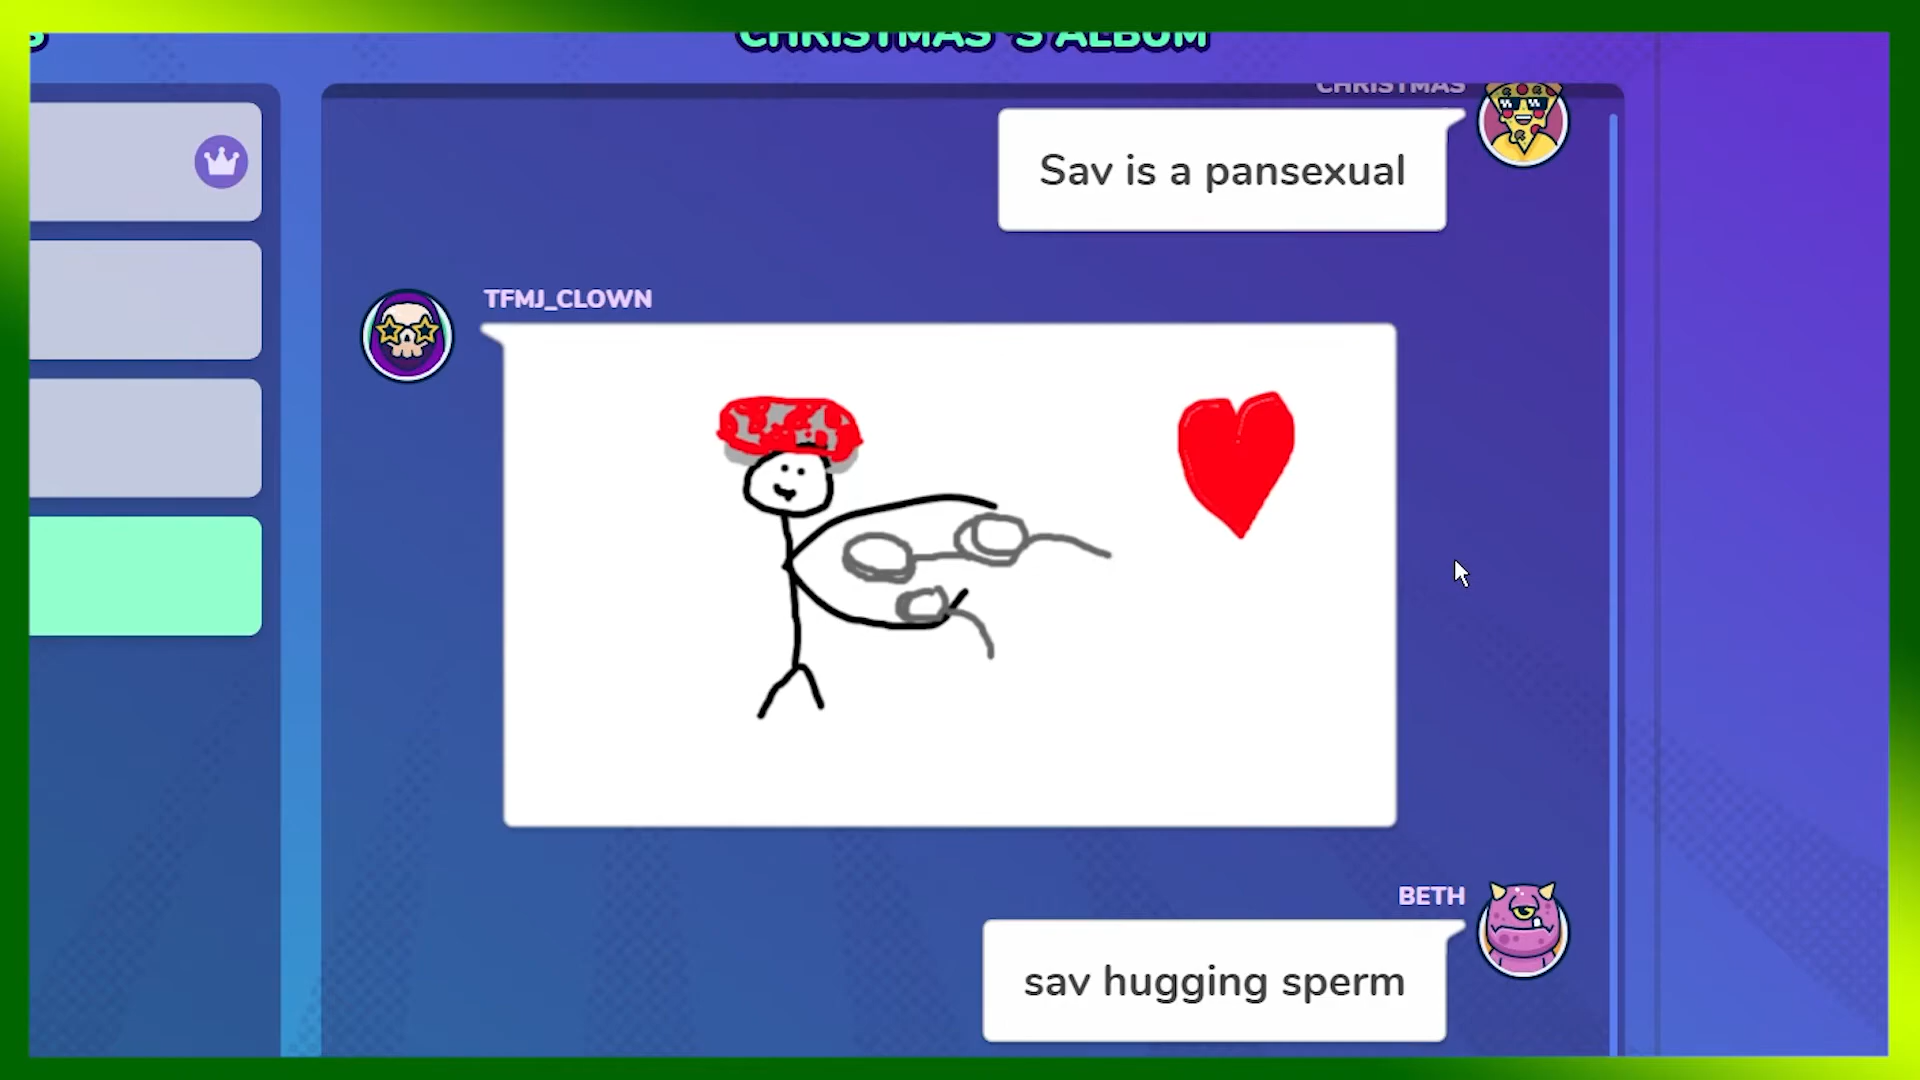 CHRISTMAS 'S ALBUM
CHRISTMAS
Sav is a pansexual
TFMJ_CLOWN
BETH
sav hugging sperm